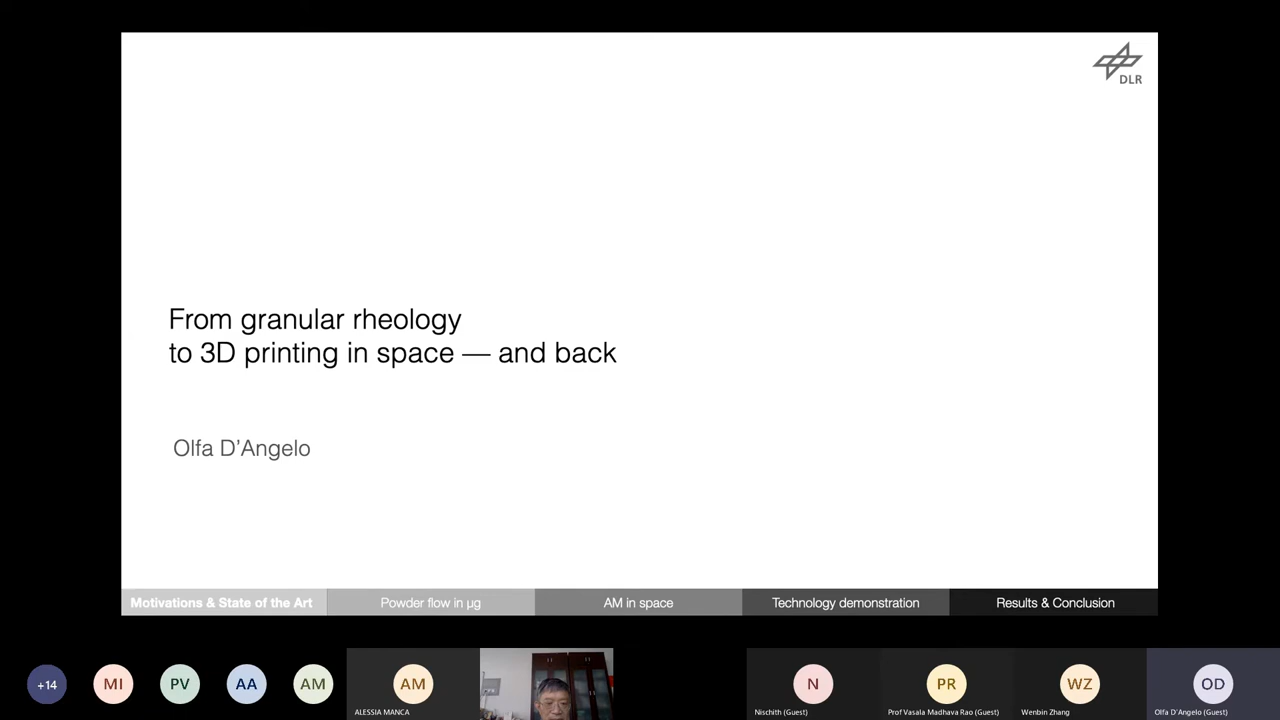 DLR
From granular rheology
to 3D printing in space — and back
Olfa D'Angelo
Motivations & State of the Art
Powder flow in µg
AM in space
Technology demonstration
Results & Conclusion
+14
MI
PV
AA
AM
AM
ALESSIA MANCA
N
Nischith (Guest)
PR
Prof Vasala Madhava Rao (Guest)
WZ
Wenbin Zhang
OD
Olfa D'Angelo (Guest)